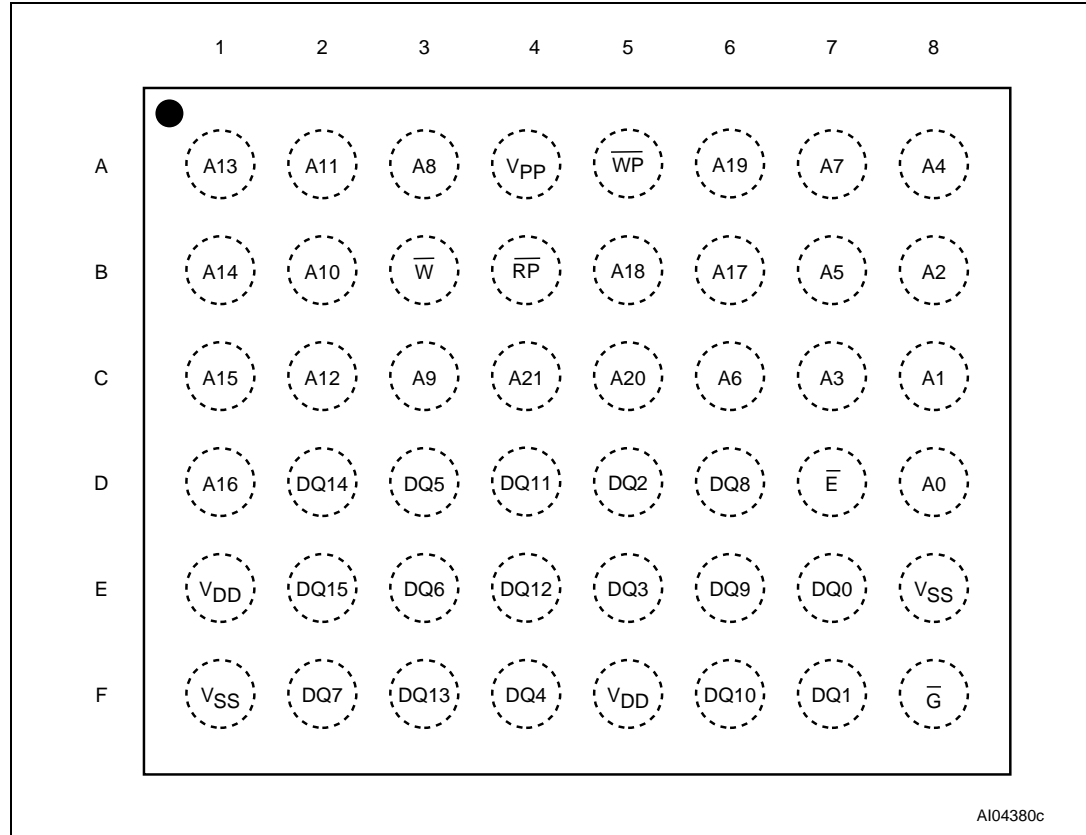 1 2 3 4 5 6 7 8
A A13 A11 A8 VPP W̅P̅ A19 A7 A4
B A14 A10 W̅ R̅P̅ A18 A17 A5 A2
C A15 A12 A9 A21 A20 A6 A3 A1
D A16 DQ14 DQ5 DQ11 DQ2 DQ8 E̅ A0
E VDD DQ15 DQ6 DQ12 DQ3 DQ9 DQ0 VSS
F VSS DQ7 DQ13 DQ4 VDD DQ10 DQ1 G̅
AI04380c